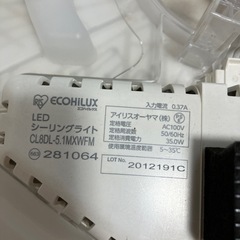 ECOHiLUX
LED
シーリングライト
CL8DL-5.1MXWFM
281064
入力電流 0.37A
アイリスオーヤマ(株)
定格電圧 AC100V
定格周波数 50/60Hz
定格消費電力 35.0W
使用環境温度範囲
5~35℃
LOT No. 2012191C